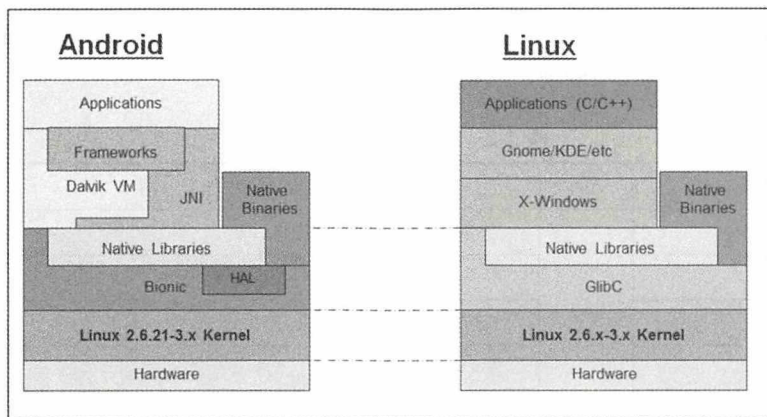 Android
Applications
Frameworks
Dalvik VM
JNI
Native
Binaries
Native Libraries
HAL
Bionic
Linux 2.6.21-3.x Kernel
Hardware
Linux
Applications (C/C++)
Gnome/KDE/etc
X-Windows
Native
Binaries
Native Libraries
GlibC
Linux 2.6.x-3.x Kernel
Hardware